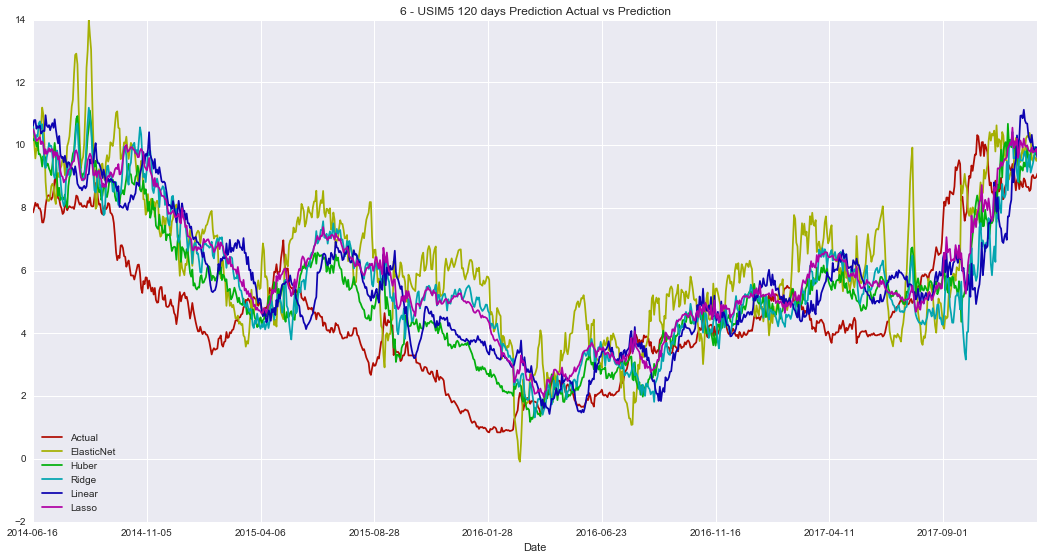 6 - USIM5 120 days Prediction Actual vs Prediction
14
12
10
8
6
4
2
0
−2
Actual
ElasticNet
Huber
Ridge
Linear
Lasso
2014-06-16 2014-11-05 2015-04-06 2015-08-28 2016-01-28 2016-06-23 2016-11-16 2017-04-11 2017-09-01
Date